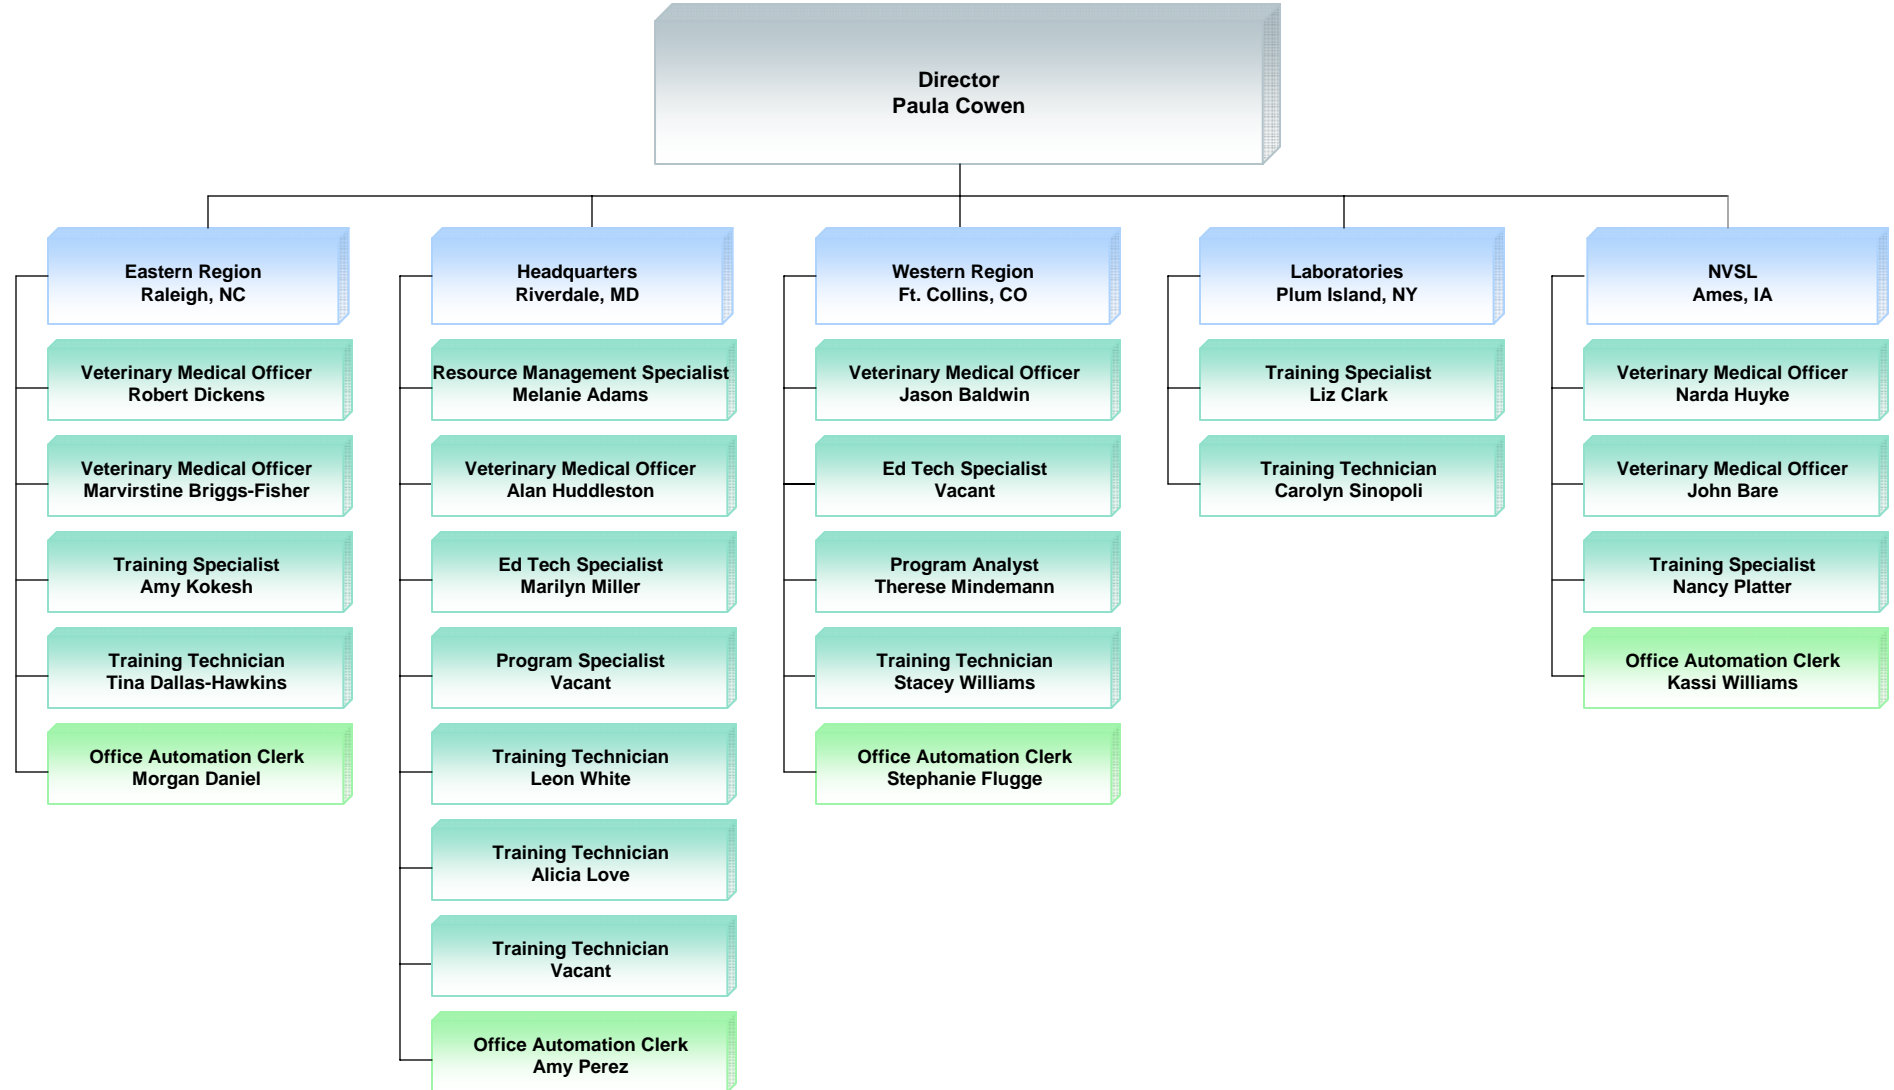 Director
Paula Cowen
Eastern Region
Raleigh, NC
Veterinary Medical Officer
Robert Dickens
Veterinary Medical Officer
Marvirstine Briggs-Fisher
Training Specialist
Amy Kokesh
Training Technician
Tina Dallas-Hawkins
Office Automation Clerk
Morgan Daniel
Headquarters
Riverdale, MD
Resource Management Specialist
Melanie Adams
Veterinary Medical Officer
Alan Huddleston
Ed Tech Specialist
Marilyn Miller
Program Specialist
Vacant
Training Technician
Leon White
Training Technician
Alicia Love
Training Technician
Vacant
Office Automation Clerk
Amy Perez
Western Region
Ft. Collins, CO
Veterinary Medical Officer
Jason Baldwin
Ed Tech Specialist
Vacant
Program Analyst
Therese Mindemann
Training Technician
Stacey Williams
Office Automation Clerk
Stephanie Flugge
Laboratories
Plum Island, NY
Training Specialist
Liz Clark
Training Technician
Carolyn Sinopoli
NVSL
Ames, IA
Veterinary Medical Officer
Narda Huyke
Veterinary Medical Officer
John Bare
Training Specialist
Nancy Platter
Office Automation Clerk
Kassi Williams